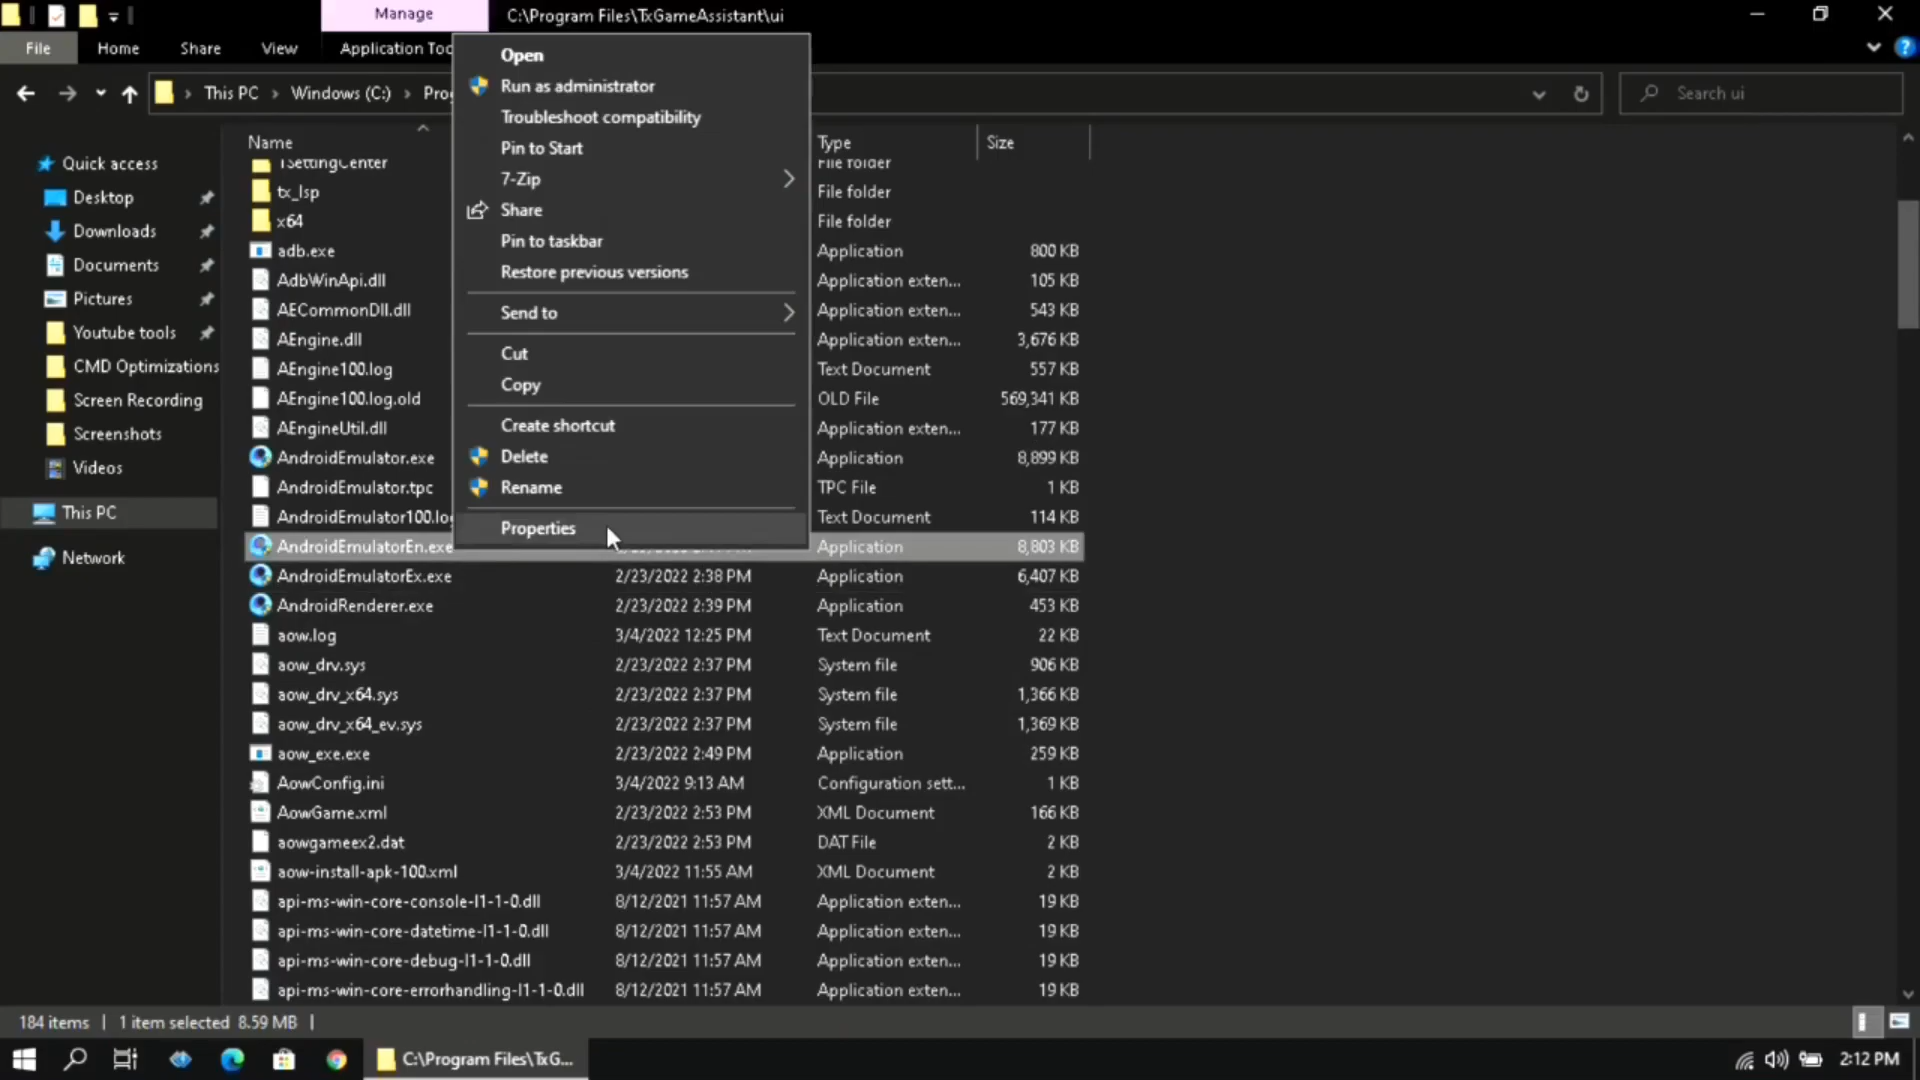 Manage
C:\Program Files\TxGameAssistant\ui
File
Home
Share
View
Application Too
This PC
Windows (C:)
Prog
Search ui
Name
Type
Size
Quick access
Desktop
Downloads
Documents
Pictures
Youtube tools
CMD Optimizations
Screen Recording
Screenshots
Videos
This PC
Network
Open
Run as administrator
Troubleshoot compatibility
Pin to Start
7-Zip
Share
Pin to taskbar
Restore previous versions
Send to
Cut
Copy
Create shortcut
Delete
Rename
Properties
TSettingCenter File folder
tx_lsp File folder
x64 File folder
adb.exe Application 800 KB
AdbWinApi.dll Application exten... 105 KB
AECommonDll.dll Application exten... 543 KB
AEngine.dll Application exten... 3,676 KB
AEngine100.log Text Document 557 KB
AEngine100.log.old OLD File 569,341 KB
AEngineUtil.dll Application exten... 177 KB
AndroidEmulator.exe Application 8,899 KB
AndroidEmulator.tpc TPC File 1 KB
AndroidEmulator100.log Text Document 114 KB
AndroidEmulatorEn.exe Application 8,803 KB
AndroidEmulatorEx.exe 2/23/2022 2:38 PM Application 6,407 KB
AndroidRenderer.exe 2/23/2022 2:39 PM Application 453 KB
aow.log 3/4/2022 12:25 PM Text Document 22 KB
aow_drv.sys 2/23/2022 2:37 PM System file 906 KB
aow_drv_x64.sys 2/23/2022 2:37 PM System file 1,366 KB
aow_drv_x64_ev.sys 2/23/2022 2:37 PM System file 1,369 KB
aow_exe.exe 2/23/2022 2:49 PM Application 259 KB
AowConfig.ini 3/4/2022 9:13 AM Configuration sett... 1 KB
AowGame.xml 2/23/2022 2:53 PM XML Document 166 KB
aowgameex2.dat 2/23/2022 2:53 PM DAT File 2 KB
aow-install-apk-100.xml 3/4/2022 11:55 AM XML Document 2 KB
api-ms-win-core-console-l1-1-0.dll 8/12/2021 11:57 AM Application exten... 19 KB
api-ms-win-core-datetime-l1-1-0.dll 8/12/2021 11:57 AM Application exten... 19 KB
api-ms-win-core-debug-l1-1-0.dll 8/12/2021 11:57 AM Application exten... 19 KB
api-ms-win-core-errorhandling-l1-1-0.dll 8/12/2021 11:57 AM Application exten... 19 KB
184 items
1 item selected 8.59 MB
C:\Program Files\TxG...
2:12 PM